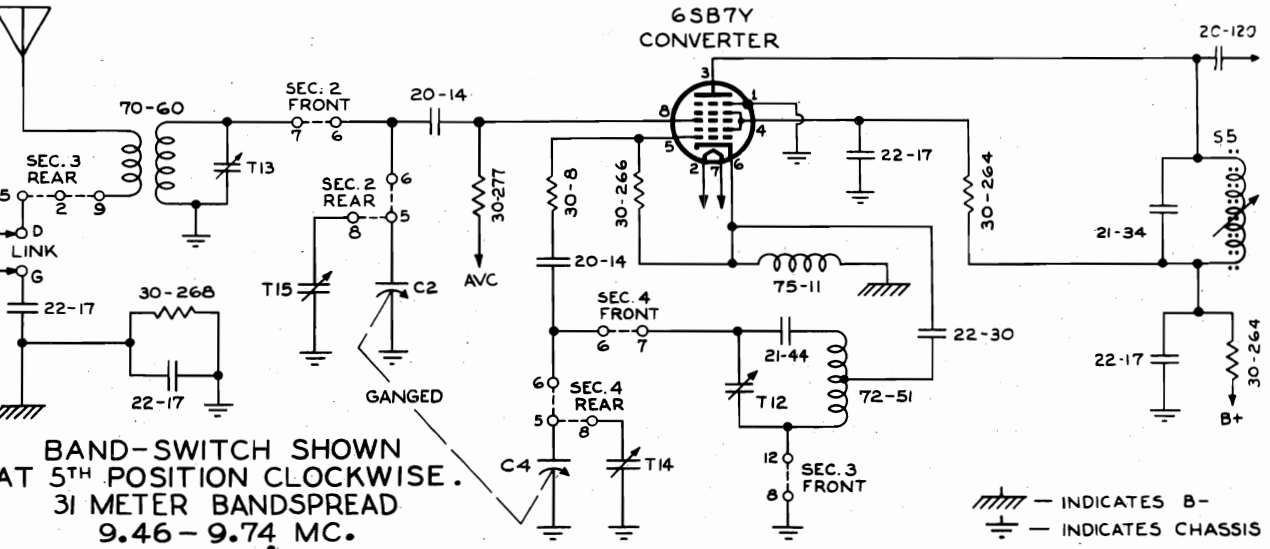 6SB7Y
CONVERTER
2C-120
3
1
8
4
5
2
7
6
70-60
SEC. 2
FRONT
7
6
20-14
T13
SEC. 3
REAR
5
2
9
D
LINK
G
22-17
30-268
22-17
SEC. 2
REAR
6
5
8
T15
C2
30-277
AVC
30-8
30-266
20-14
22-17
30-264
S5
21-34
75-11
SEC. 4
FRONT
6
7
21-44
22-30
T12
72-51
22-17
30-264
B+
GANGED
6
5
8
SEC. 4
REAR
C4
T14
12
8
SEC. 3
FRONT
BAND-SWITCH SHOWN
AT 5TH POSITION CLOCKWISE.
31 METER BANDSPREAD
9.46-9.74 MC.
— INDICATES B-
— INDICATES CHASSIS